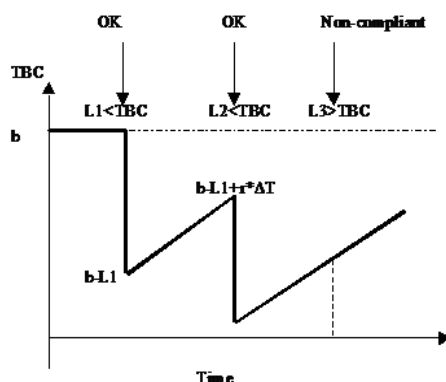 OK OK Non-compliant
TBC
L1<TBC L2<TBC L3>TBC
b
b-L1+r*ΔT
b-L1
Time